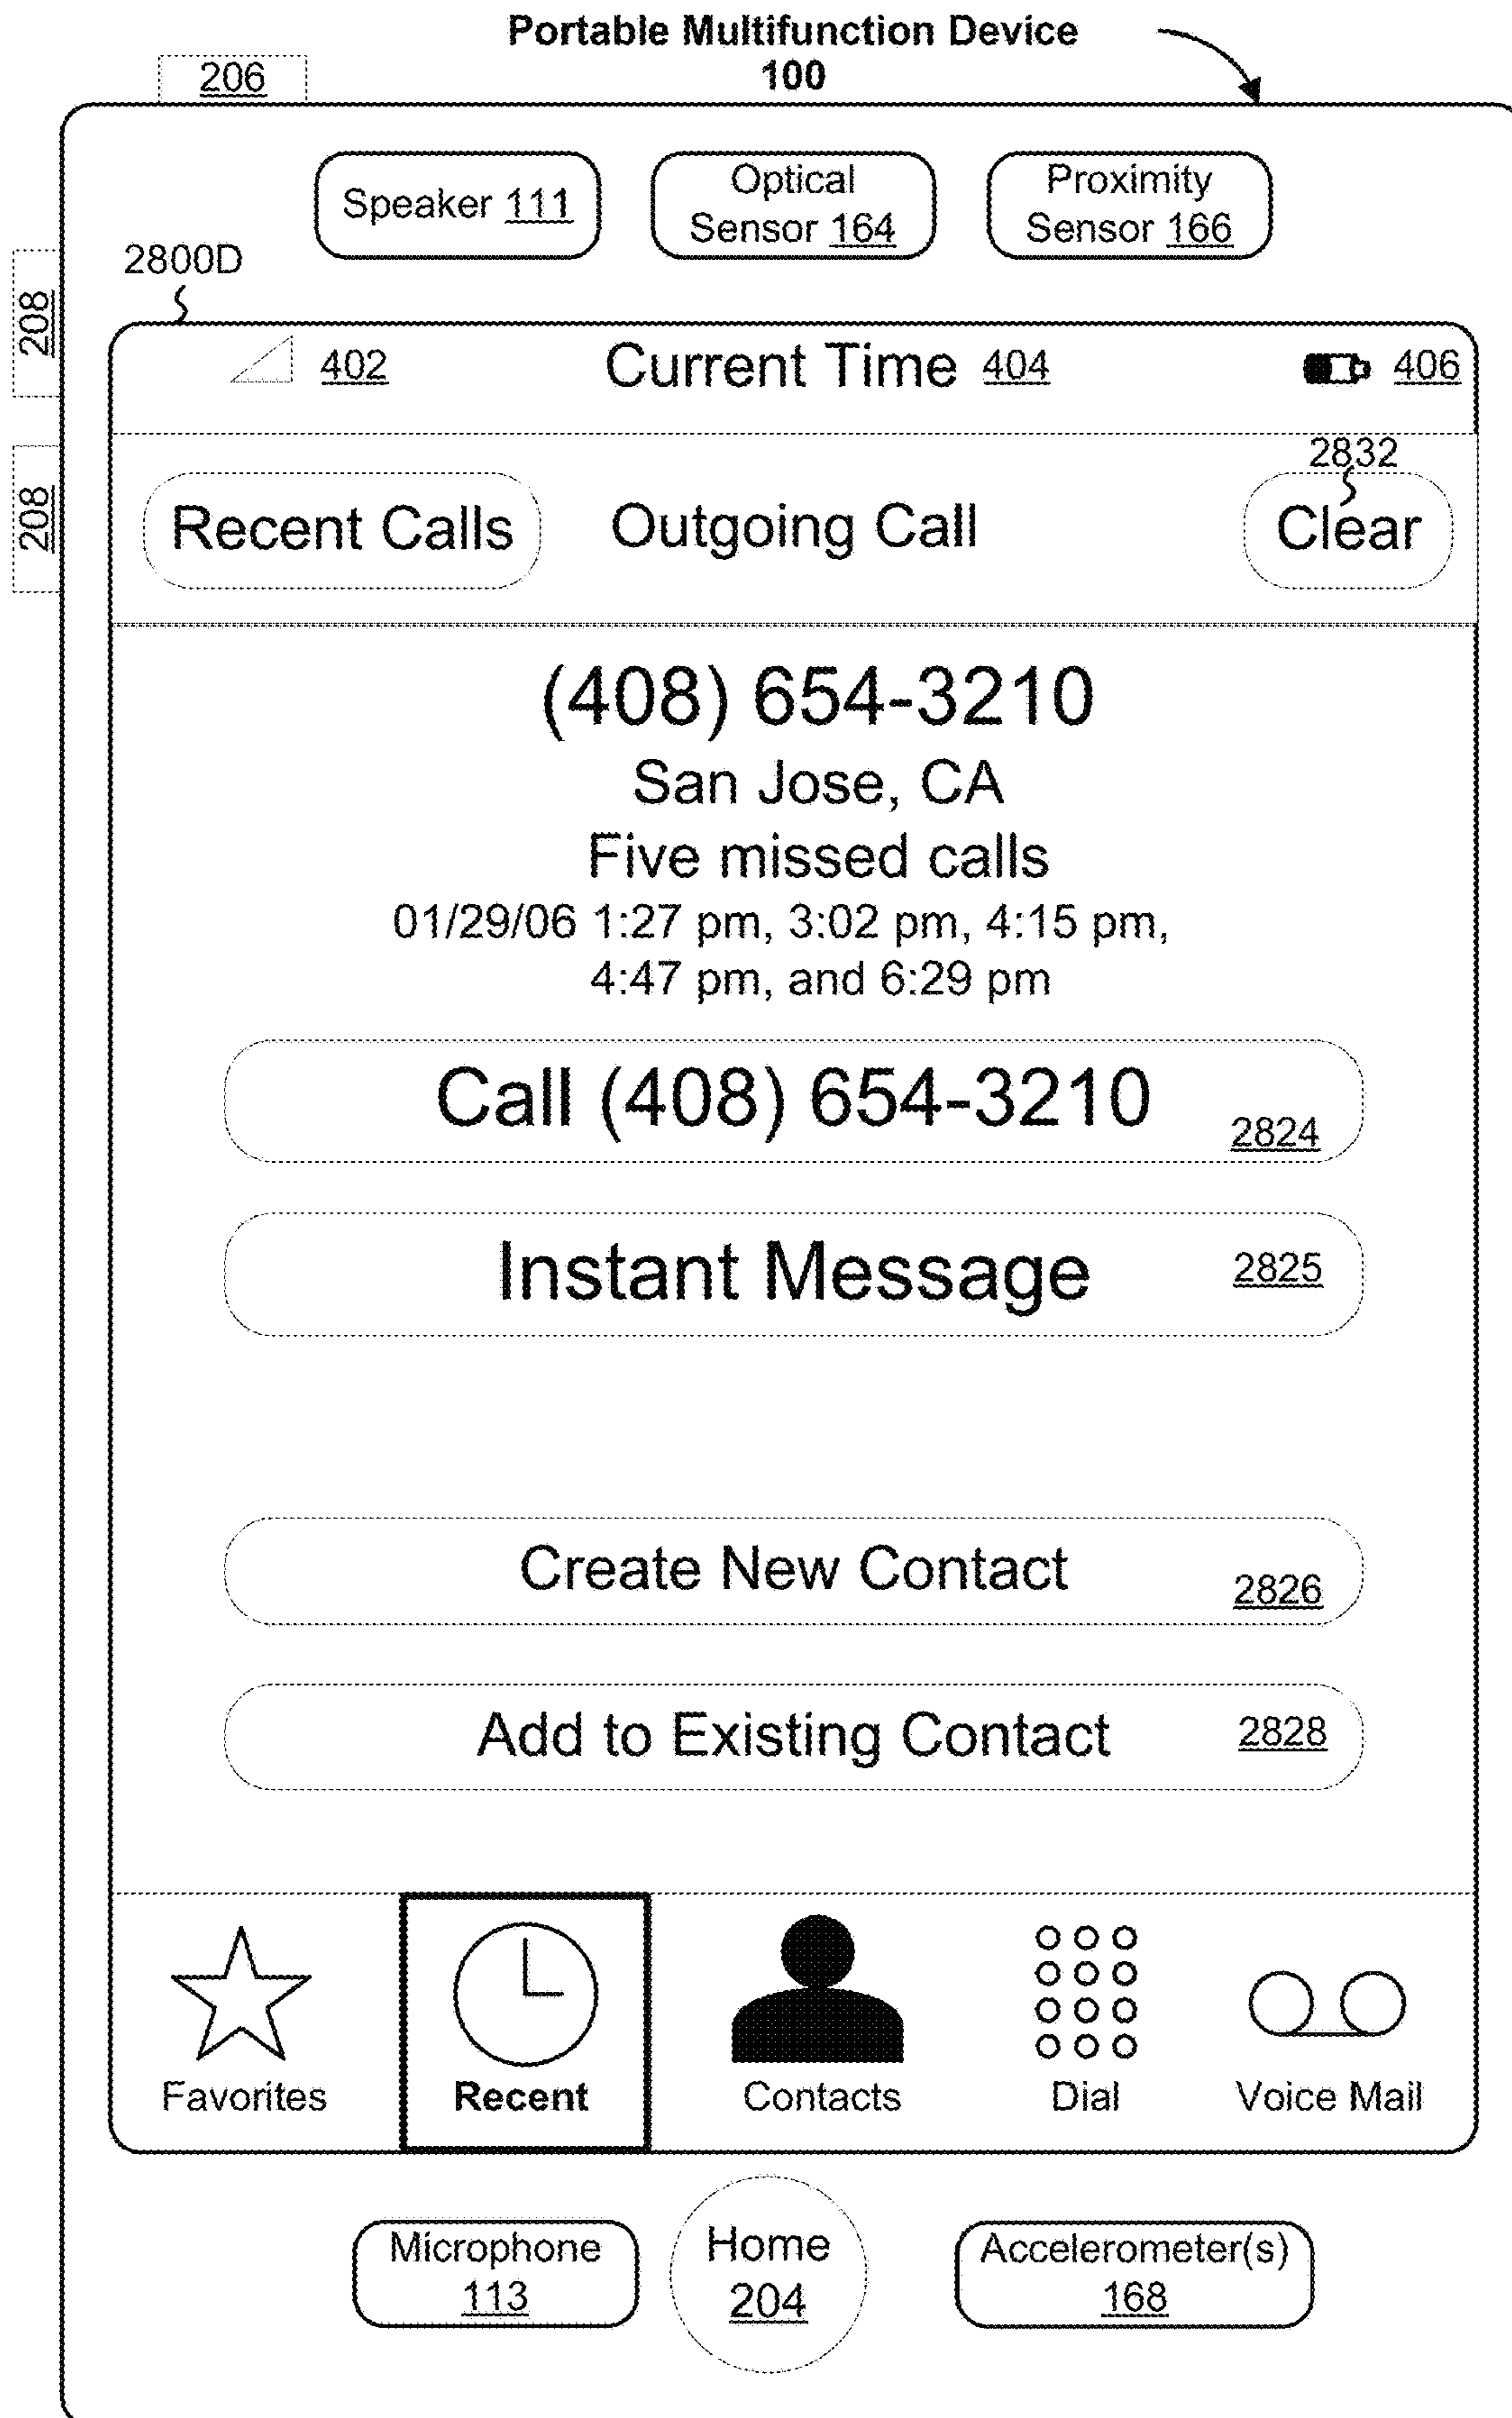 Portable Multifunction Device
100
206
Speaker 111
Optical
Sensor 164
Proximity
Sensor 166
2800D
208
208
402
Current Time 404
406
2832
Recent Calls
Outgoing Call
Clear
(408) 654-3210
San Jose, CA
Five missed calls
01/29/06 1:27 pm, 3:02 pm, 4:15 pm,
4:47 pm, and 6:29 pm
Call (408) 654-3210
2824
Instant Message
2825
Create New Contact
2826
Add to Existing Contact
2828
Favorites
Recent
Contacts
Dial
Voice Mail
Microphone
113
Home
204
Accelerometer(s)
168